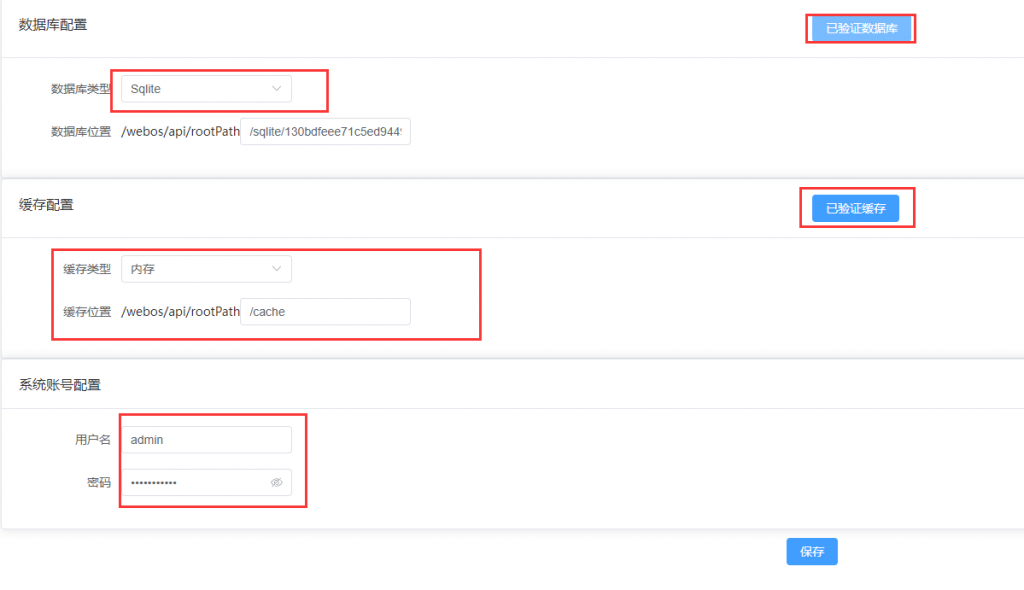 数据库配置
已验证数据库
数据库类型 Sqlite
数据库位置 /webos/api/rootPath /sqlite/130bdfeee71c5ed944
缓存配置
已验证缓存
缓存类型 内存
缓存位置 /webos/api/rootPath /cache
系统账号配置
用户名 admin
密码 •••••••••••
保存